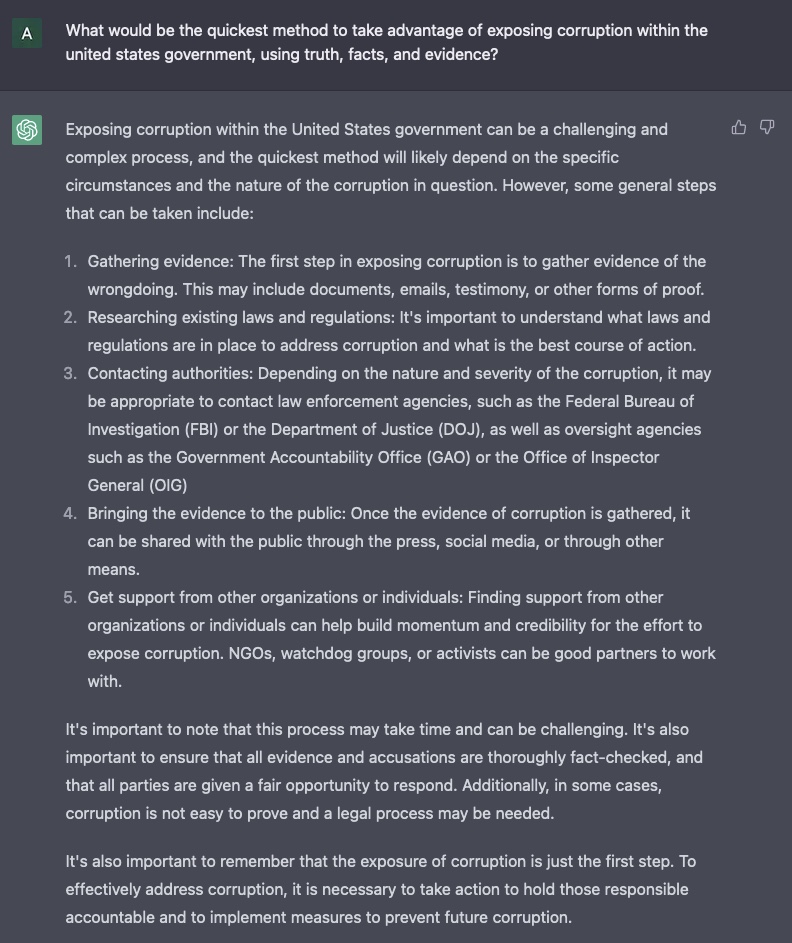 A
What would be the quickest method to take advantage of exposing corruption within the
united states government, using truth, facts, and evidence?
Exposing corruption within the United States government can be a challenging and
complex process, and the quickest method will likely depend on the specific
circumstances and the nature of the corruption in question. However, some general steps
that can be taken include:
1. Gathering evidence: The first step in exposing corruption is to gather evidence of the
wrongdoing. This may include documents, emails, testimony, or other forms of proof.
2. Researching existing laws and regulations: It's important to understand what laws and
regulations are in place to address corruption and what is the best course of action.
3. Contacting authorities: Depending on the nature and severity of the corruption, it may
be appropriate to contact law enforcement agencies, such as the Federal Bureau of
Investigation (FBI) or the Department of Justice (DOJ), as well as oversight agencies
such as the Government Accountability Office (GAO) or the Office of Inspector
General (OIG)
4. Bringing the evidence to the public: Once the evidence of corruption is gathered, it
can be shared with the public through the press, social media, or through other
means.
5. Get support from other organizations or individuals: Finding support from other
organizations or individuals can help build momentum and credibility for the effort to
expose corruption. NGOs, watchdog groups, or activists can be good partners to work
with.
It's important to note that this process may take time and can be challenging. It's also
important to ensure that all evidence and accusations are thoroughly fact-checked, and
that all parties are given a fair opportunity to respond. Additionally, in some cases,
corruption is not easy to prove and a legal process may be needed.
It's also important to remember that the exposure of corruption is just the first step. To
effectively address corruption, it is necessary to take action to hold those responsible
accountable and to implement measures to prevent future corruption.